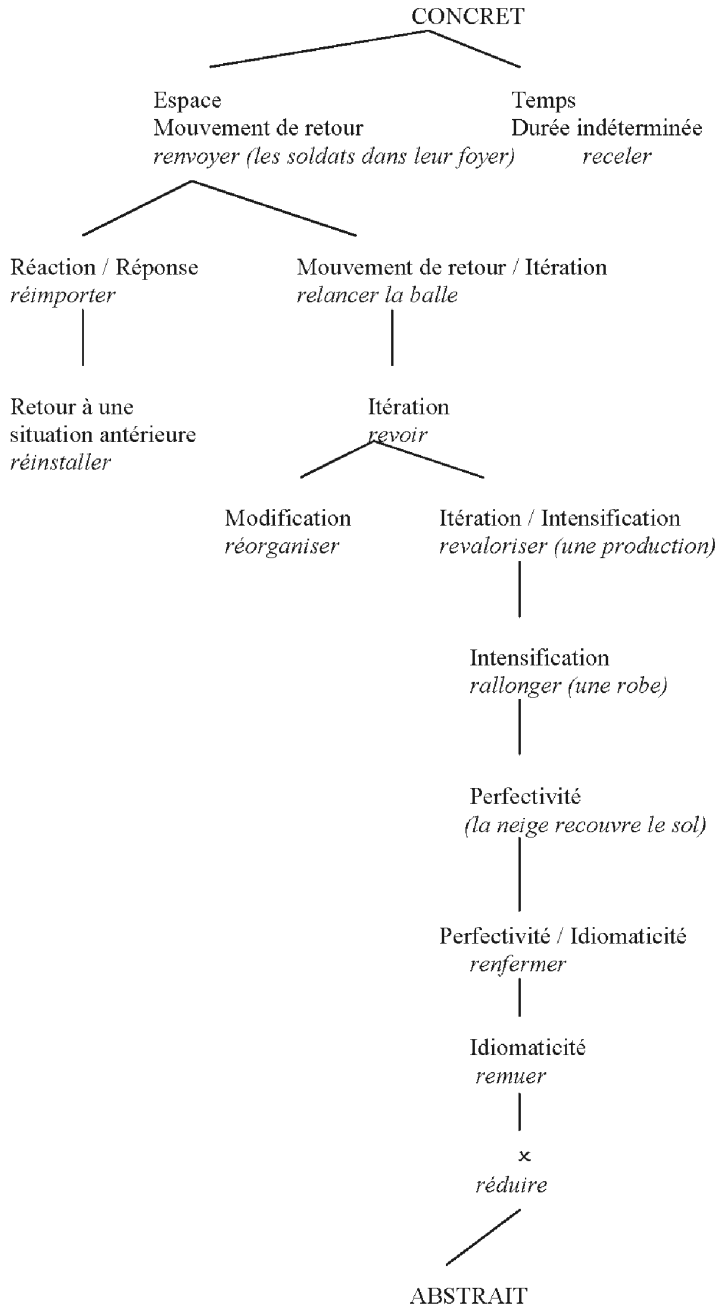 CONCRET
Espace
Mouvement de retour
renvoyer (les soldats dans leur foyer)
Temps
Durée indéterminée
receler
Réaction / Réponse
réimporter
Mouvement de retour / Itération
relancer la balle
Retour à une
situation antérieure
réinstaller
Itération
revoir
Modification
réorganiser
Itération / Intensification
revaloriser (une production)
Intensification
rallonger (une robe)
Perfectivité
(la neige recouvre le sol)
Perfectivité / Idiomaticité
renfermer
Idiomaticité
remuer
x
réduire
ABSTRAIT